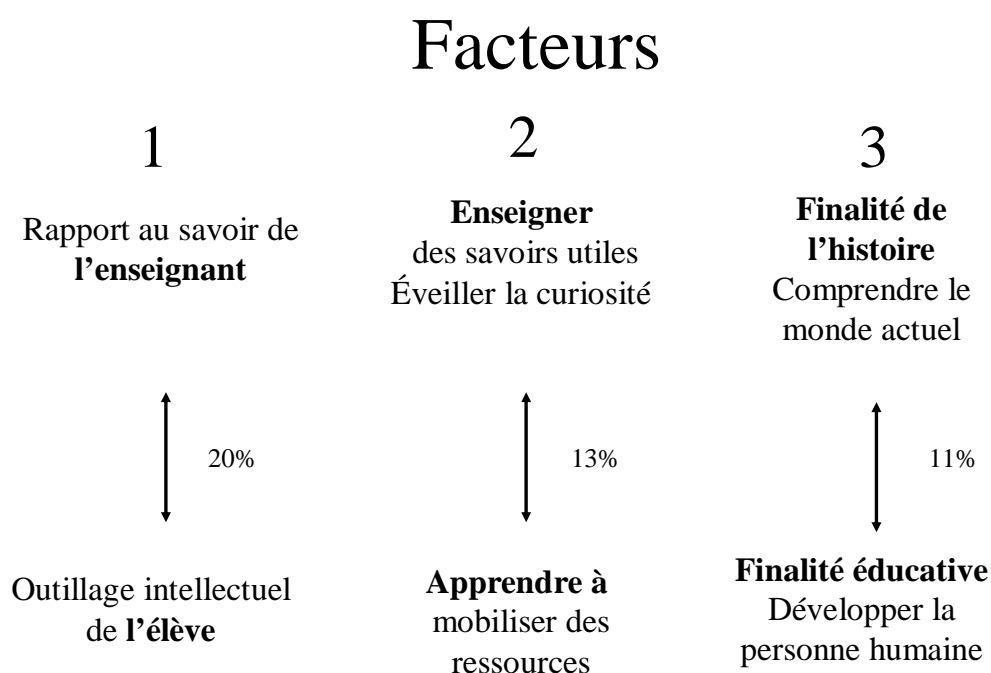 Facteurs
1
Rapport au savoir de
l’enseignant
20%
Outillage intellectuel
de l’élève
2
Enseigner
des savoirs utiles
Éveiller la curiosité
13%
Apprendre à
mobiliser des
ressources
3
Finalité de
l’histoire
Comprendre le
monde actuel
11%
Finalité éducative
Développer la
personne humaine